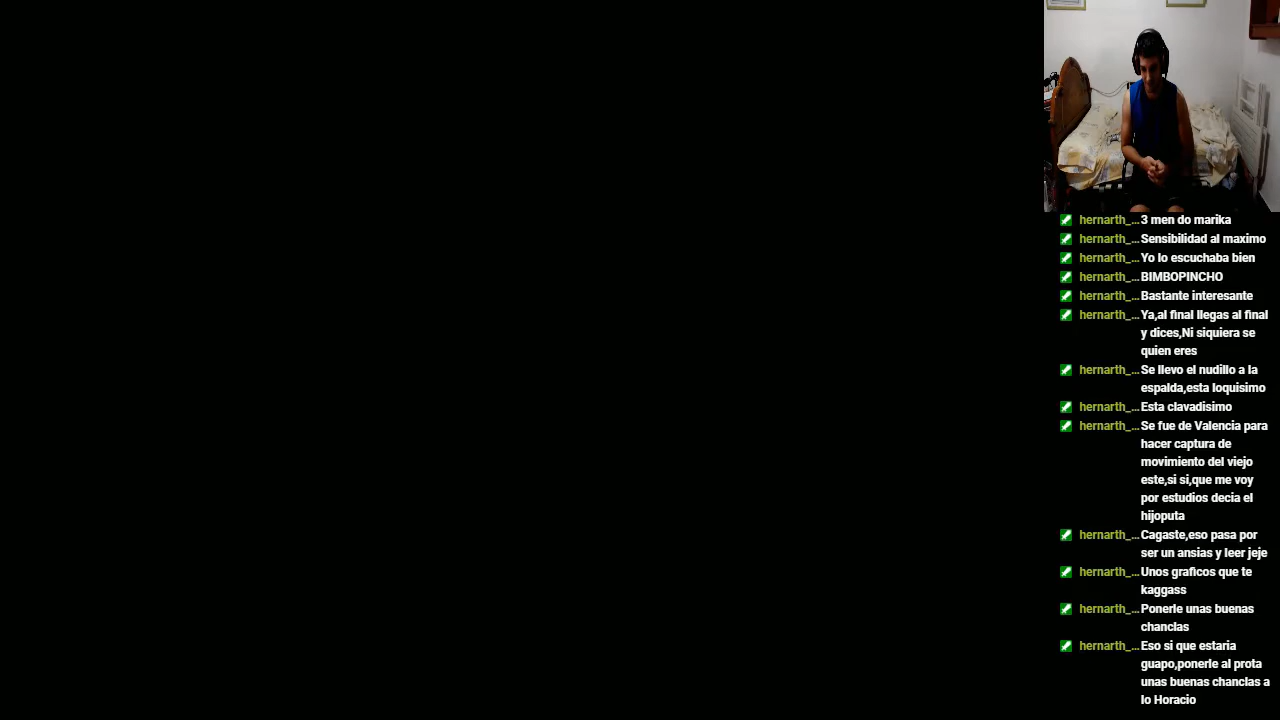 hernarth_... 3 men do marika
hernarth_... Sensibilidad al maximo
hernarth_... Yo lo escuchaba bien
hernarth_... BIMBOPINCHO
hernarth_... Bastante interesante
hernarth_... Ya,al final llegas al final
y dices,Ni siquiera se
quien eres
hernarth_... Se llevo el nudillo a la
espalda,esta loquisimo
hernarth_... Esta clavadisimo
hernarth_... Se fue de Valencia para
hacer captura de
movimiento del viejo
este,si si,que me voy
por estudios decia el
hijoputa
hernarth_... Cagaste,eso pasa por
ser un ansias y leer jeje
hernarth_... Unos graficos que te
kaggass
hernarth_... Ponerle unas buenas
chanclas
hernarth_... Eso si que estaria
guapo,ponerle al prota
unas buenas chanclas a
lo Horacio